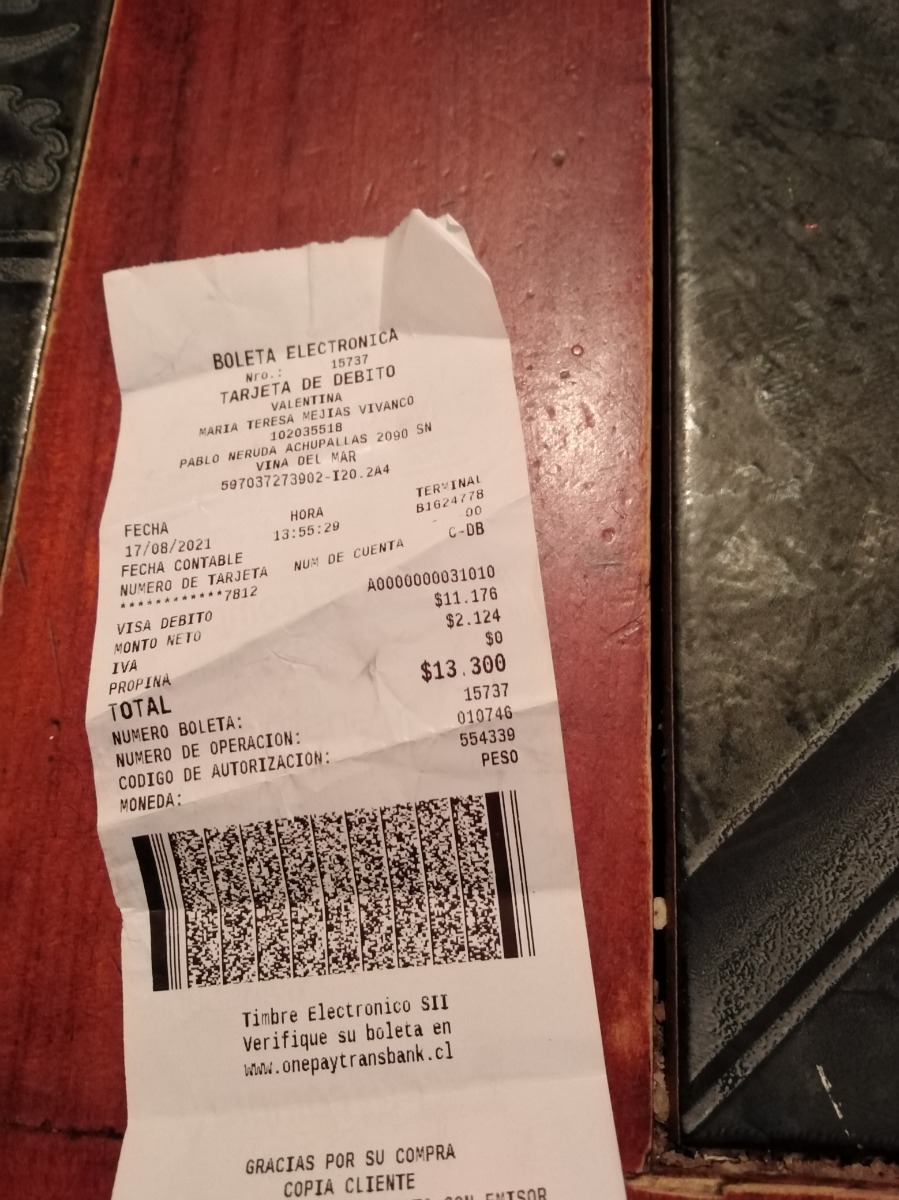 BOLETA ELECTRONICA
Nro.: 15737
TARJETA DE DEBITO
VALENTINA
MARIA TERESA MEJIAS VIVANCO
102035518
PABLO NERUDA ACHUPALLAS 2090 SN
VINA DEL MAR
597037273902-I20.2A4
FECHA HORA TERMINAL
17/08/2021 13:55:29 B1624778
FECHA CONTABLE 00
NUMERO DE TARJETA NUM DE CUENTA C-DB
************7812
VISA DEBITO A0000000031010
MONTO NETO $11.176
IVA $2.124
PROPINA $0
TOTAL $13.300
NUMERO BOLETA: 15737
NUMERO DE OPERACION: 010746
CODIGO DE AUTORIZACION: 554339
MONEDA: PESO
Timbre Electronico SII
Verifique su boleta en
www.onepaytransbank.cl
GRACIAS POR SU COMPRA
COPIA CLIENTE
CON EMISOR